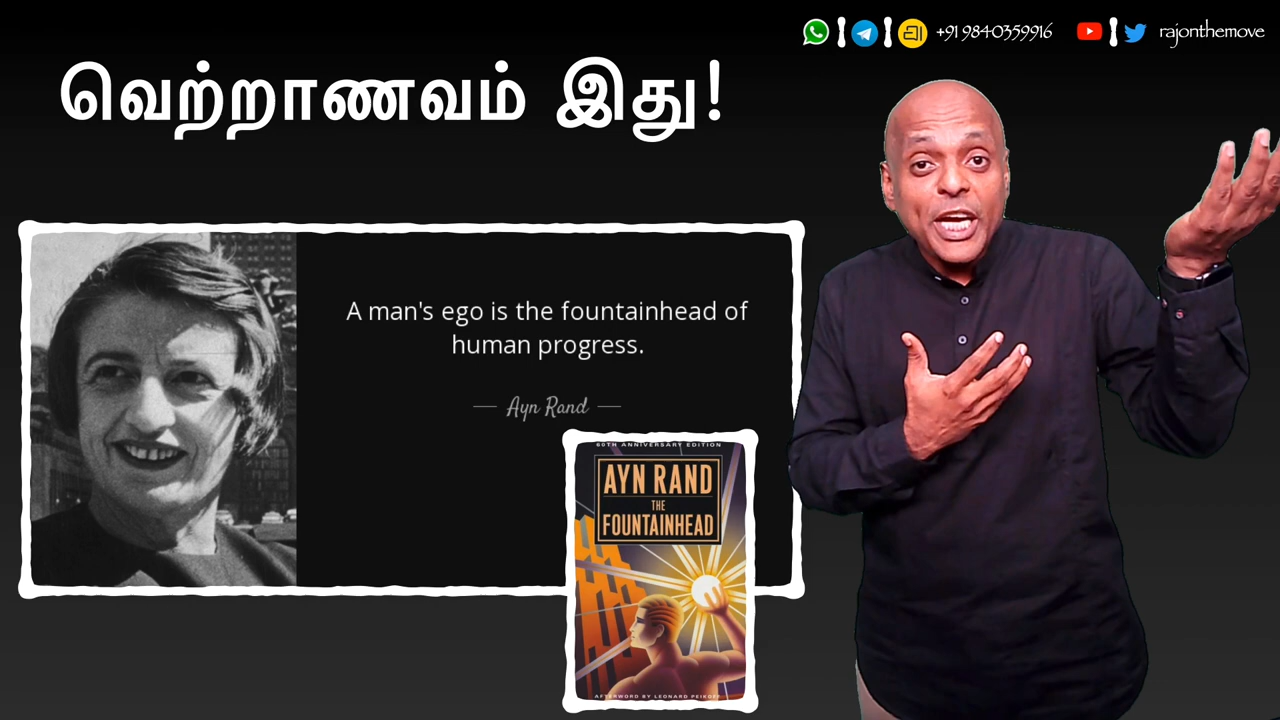 +91 9840359916 rajonthemove
வெற்றாணவம் இது!
A man's ego is the fountainhead of
human progress.
Ayn Rand
50TH ANNIVERSARY EDITION
AYN RAND
THE
FOUNTAINHEAD
AFTERWORD BY LEONARD PEIKOFF